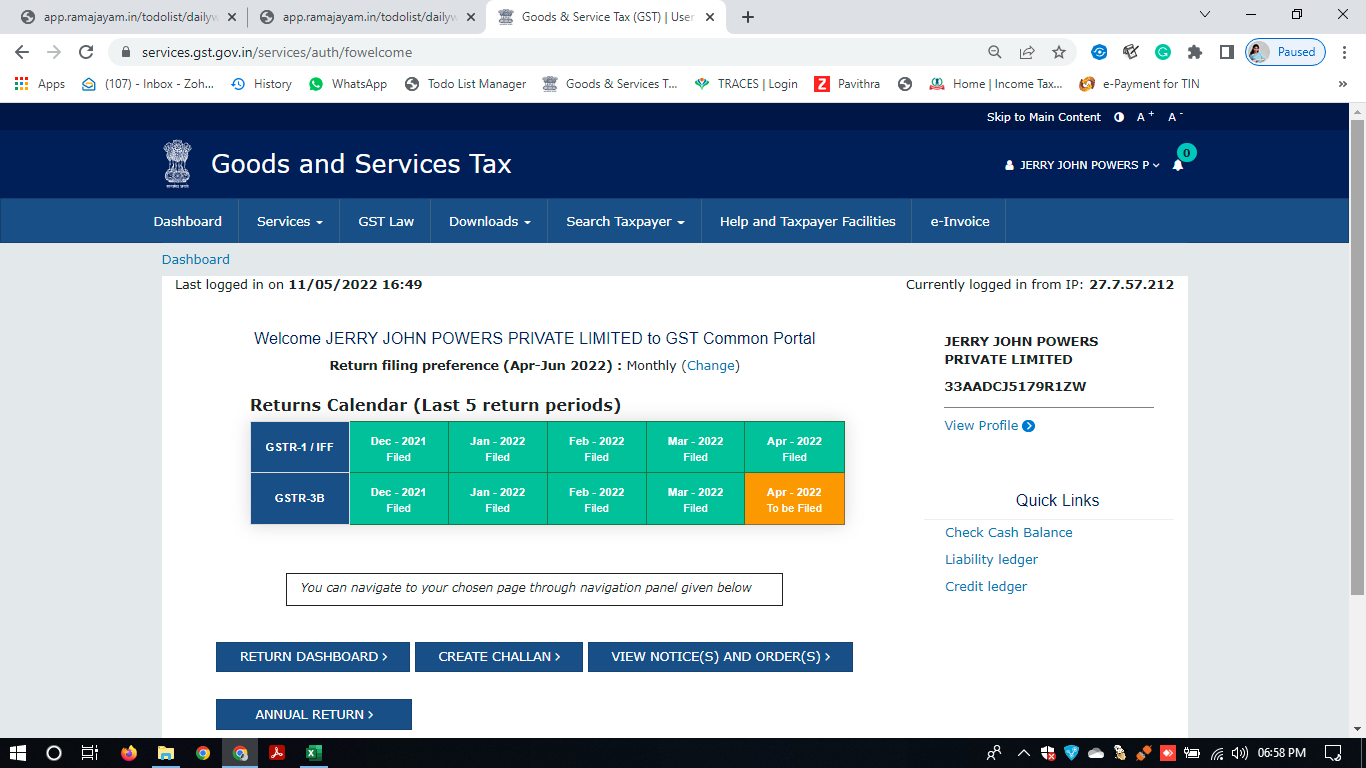 app.ramajayam.in/todolist/dailyw
app.ramajayam.in/todolist/dailyw
Goods & Service Tax (GST) | User
services.gst.gov.in/services/auth/fowelcome
Paused
Apps
(107) - Inbox - Zoh...
History
WhatsApp
Todo List Manager
Goods & Services T...
TRACES | Login
Pavithra
Home | Income Tax...
e-Payment for TIN
»
Skip to Main Content
A +
A -
Goods and Services Tax
JERRY JOHN POWERS P
0
Dashboard
Services
GST Law
Downloads
Search Taxpayer
Help and Taxpayer Facilities
e-Invoice
Dashboard
Last logged in on 11/05/2022 16:49
Currently logged in from IP: 27.7.57.212
Welcome JERRY JOHN POWERS PRIVATE LIMITED to GST Common Portal
Return filing preference (Apr-Jun 2022) : Monthly (Change)
JERRY JOHN POWERS
PRIVATE LIMITED
33AADCJ5179R1ZW
View Profile
Returns Calendar (Last 5 return periods)
GSTR-1 / IFF
Dec - 2021
Filed
Jan - 2022
Filed
Feb - 2022
Filed
Mar - 2022
Filed
Apr - 2022
Filed
GSTR-3B
Dec - 2021
Filed
Jan - 2022
Filed
Feb - 2022
Filed
Mar - 2022
Filed
Apr - 2022
To be Filed
Quick Links
Check Cash Balance
Liability ledger
Credit ledger
You can navigate to your chosen page through navigation panel given below
RETURN DASHBOARD >
CREATE CHALLAN >
VIEW NOTICE(S) AND ORDER(S) >
ANNUAL RETURN >
06:58 PM